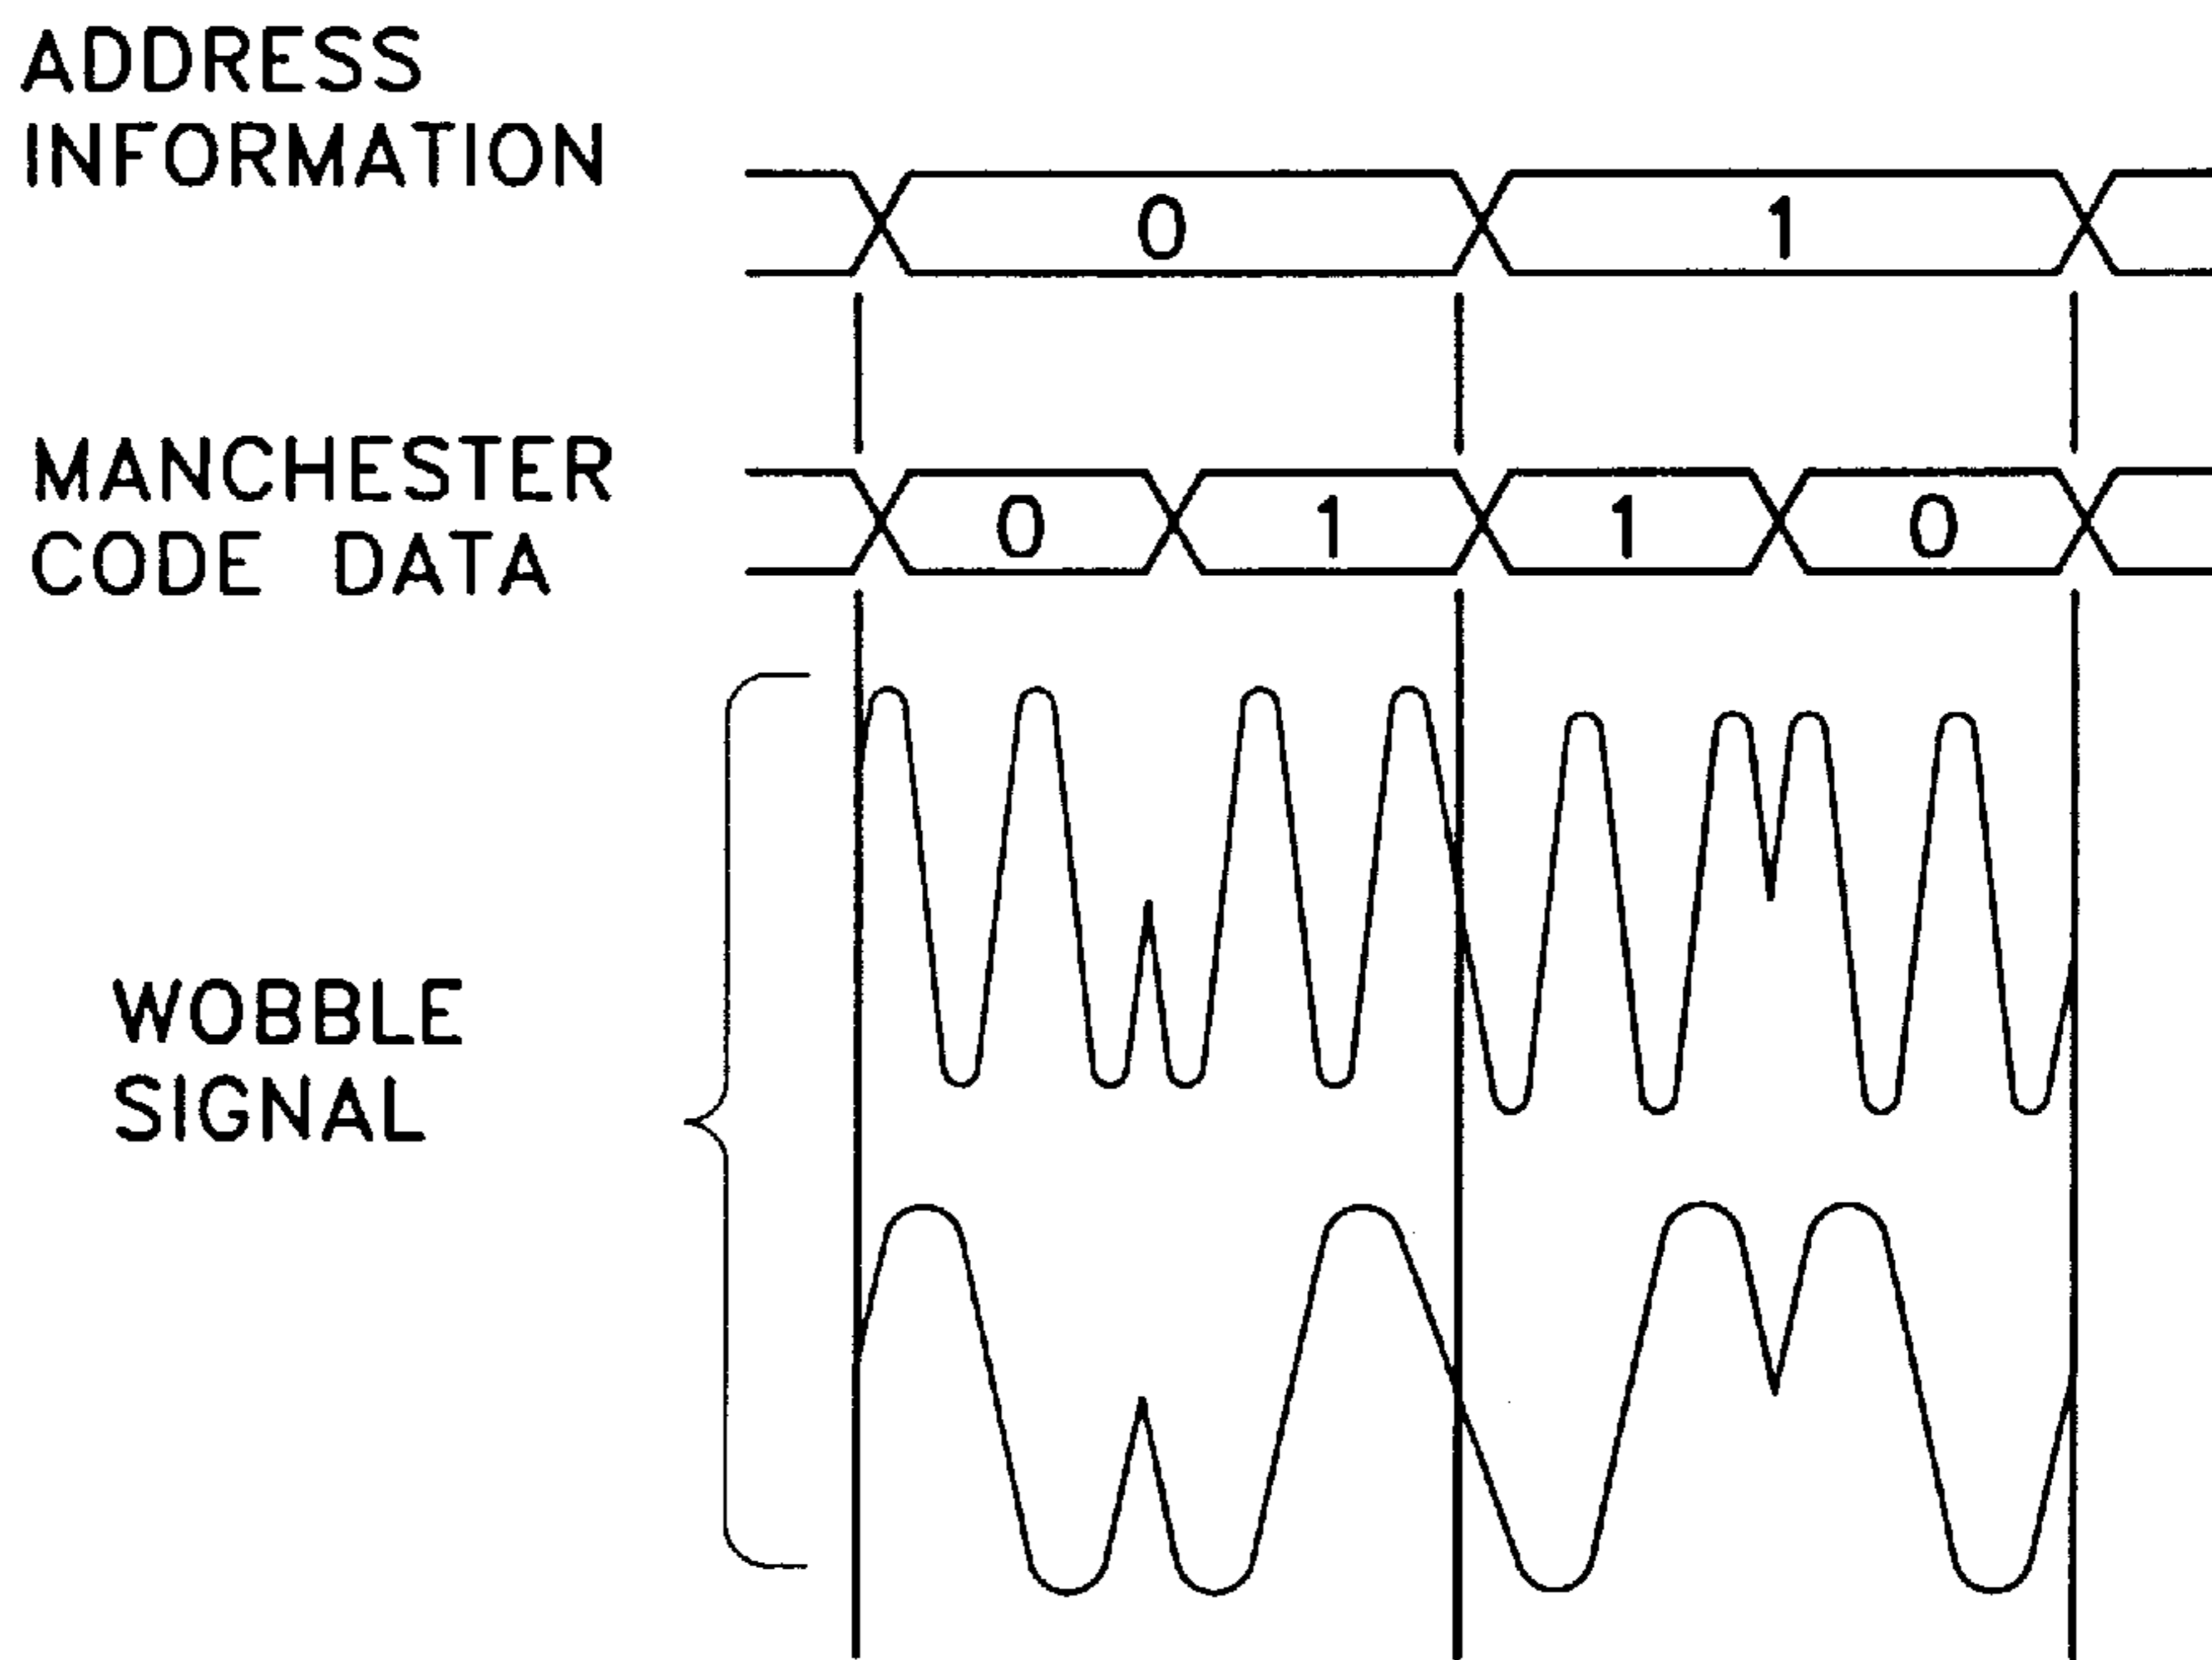 ADDRESS
INFORMATION
0 1
MANCHESTER
CODE DATA
0 1 1 0
WOBBLE
SIGNAL